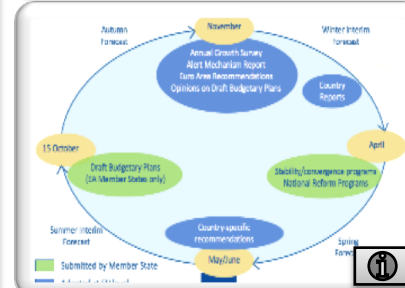 Autumn
Forecast
November
Winter Interim
Forecast
Annual Growth Survey
Alert Mechanism Report
Euro Area Recommendations
Opinions on Draft Budgetary Plans
Country
Reports
15 October
April
Draft Budgetary Plans
(EA Member States only)
Stability/convergence programs
National Reform Programs
Summer Interim
Forecast
Country-specific
recommendations
Spring
May/June
Submitted by Member State